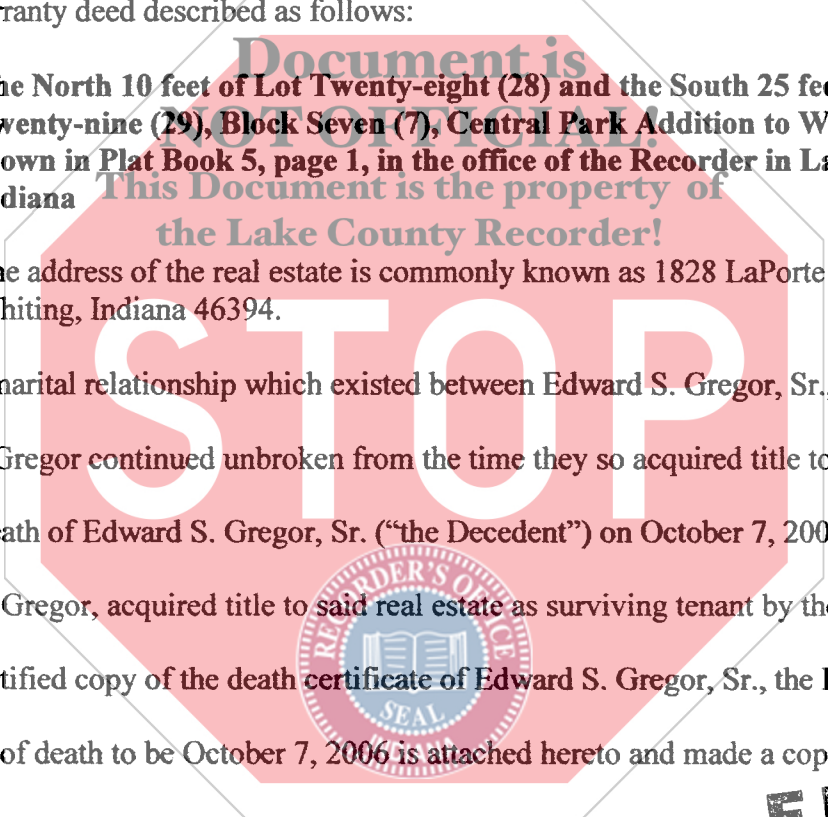 ranty deed described as follows:
Document is
he North 10 feet of Lot Twenty-eight (28) and the South 25 fee
NOT OFFICIAL!
wenty-nine (29), Block Seven (7), Central Park Addition to W
own in Plat Book 5, page 1, in the office of the Recorder in La
This Document is the property of
diana
the Lake County Recorder!
e address of the real estate is commonly known as 1828 LaPorte
hiting, Indiana 46394.
STOP
narital relationship which existed between Edward S. Gregor, Sr.,
Gregor continued unbroken from the time they so acquired title to
ath of Edward S. Gregor, Sr. (“the Decedent”) on October 7, 200
Gregor, acquired title to said real estate as surviving tenant by the
RECORDER'S OFFICE
tified copy of the death certificate of Edward S. Gregor, Sr., the
SEAL
of death to be October 7, 2006 is attached hereto and made a cop
INDIANA